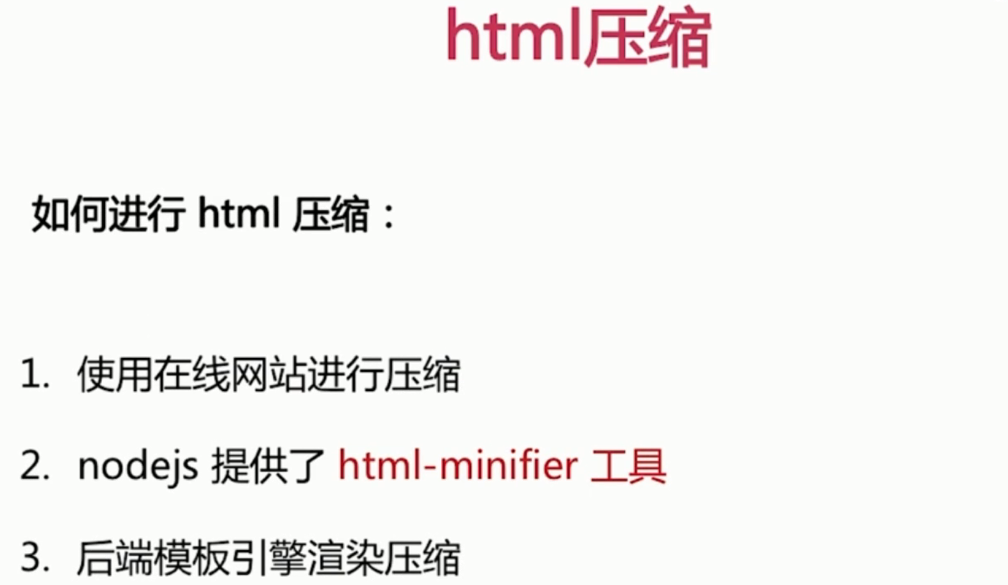 html压缩
如何进行 html 压缩：
1. 使用在线网站进行压缩
2. nodejs 提供了 html-minifier 工具
3. 后端模板引擎渲染压缩